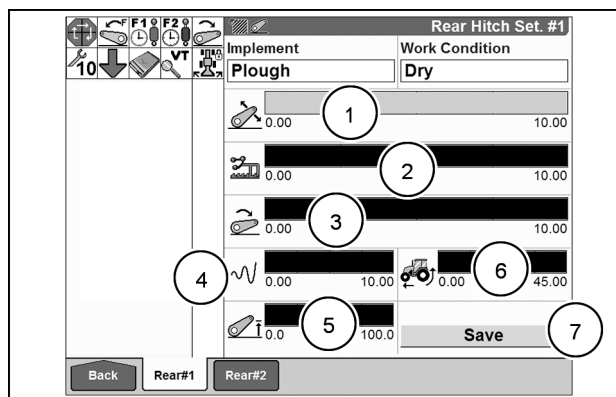 F F1 F2
10 VT
Rear Hitch Set. #1
Implement Work Condition
Plough Dry
1
0.00 10.00
2
0.00 10.00
3
0.00 10.00
4 6
0.00 10.00 0.00 45.00
5 7
0.0 100.0 Save
Back Rear#1 Rear#2